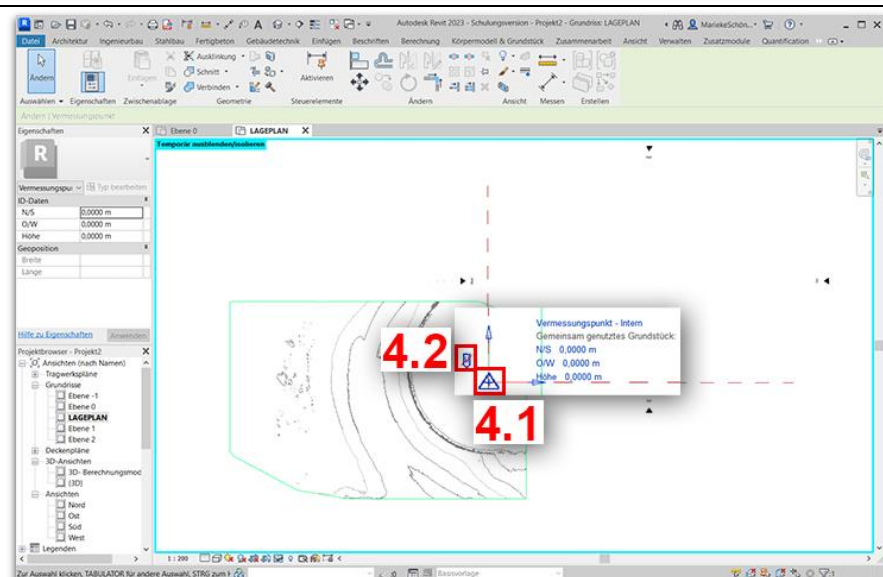 Autodesk Revit 2023 - Schulungsversion - Projekt2 - Grundriss: LAGEPLAN
MariekeSchön...
Datei Architektur Ingenieurbau Stahlbau Fertigbeton Gebäudetechnik Einfügen Beschriften Berechnung Körpermodell & Grundstück Zusammenarbeit Ansicht Verwalten Zusatzmodule Quantification
Ändern
Einfügen
Ausklinkung
Schnitt
Verbinden
Aktivieren
Auswählen Eigenschaften Zwischenablage Geometrie Steuerelemente Ändern Ansicht Messen Erstellen
Ändern | Vermessungspunkt
Eigenschaften X
Ebene 0 LAGEPLAN X
R
Temporär ausblenden/isolieren
Vermessungspu
Typ bearbeiten
ID-Daten
N/S 0,0000 m
O/W 0,0000 m
Höhe 0,0000 m
Geoposition
Breite
Länge
Hilfe zu Eigenschaften Anwenden
Projektbrowser - Projekt2 X
Ansichten (nach Namen)
Tragwerkspläne
Grundrisse
Ebene -1
Ebene 0
LAGEPLAN
Ebene 1
Ebene 2
Deckenpläne
3D-Ansichten
3D- Berechnungsmod
{3D}
Ansichten
Nord
Ost
Süd
West
Legenden
4.2
4.1
Vermessungspunkt - Intern
Gemeinsam genutztes Grundstück:
N/S 0,0000 m
O/W 0,0000 m
Höhe 0,0000 m
1 : 200
Zur Auswahl klicken, TABULATOR für andere Auswahl, STRG zum H
:0
Basisvorlage
:1